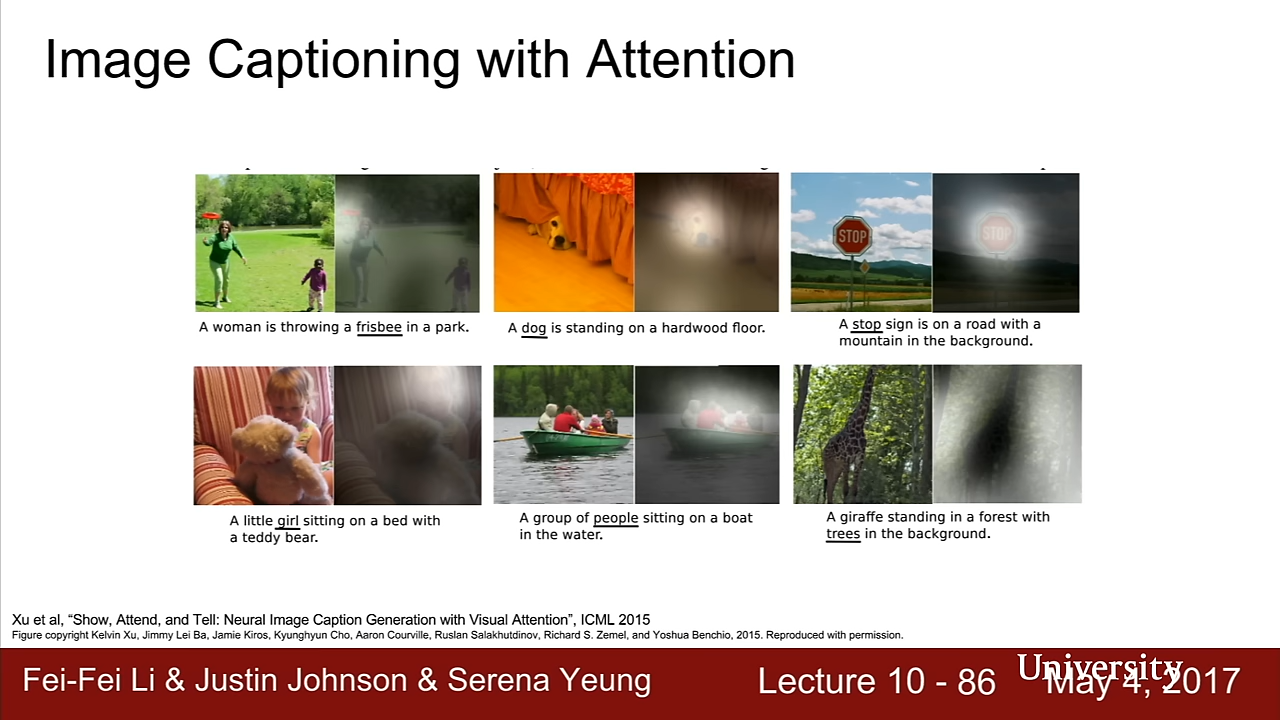 Image Captioning with Attention
STOP
STOP
A woman is throwing a frisbee in a park.
A dog is standing on a hardwood floor.
A stop sign is on a road with a
mountain in the background.
A little girl sitting on a bed with
a teddy bear.
A group of people sitting on a boat
in the water.
A giraffe standing in a forest with
trees in the background.
Xu et al, “Show, Attend, and Tell: Neural Image Caption Generation with Visual Attention”, ICML 2015
Figure copyright Kelvin Xu, Jimmy Lei Ba, Jamie Kiros, Kyunghyun Cho, Aaron Courville, Ruslan Salakhutdinov, Richard S. Zemel, and Yoshua Benchio, 2015. Reproduced with permission.
Fei-Fei Li & Justin Johnson & Serena Yeung
Lecture 10 - 86
University
May 4, 2017